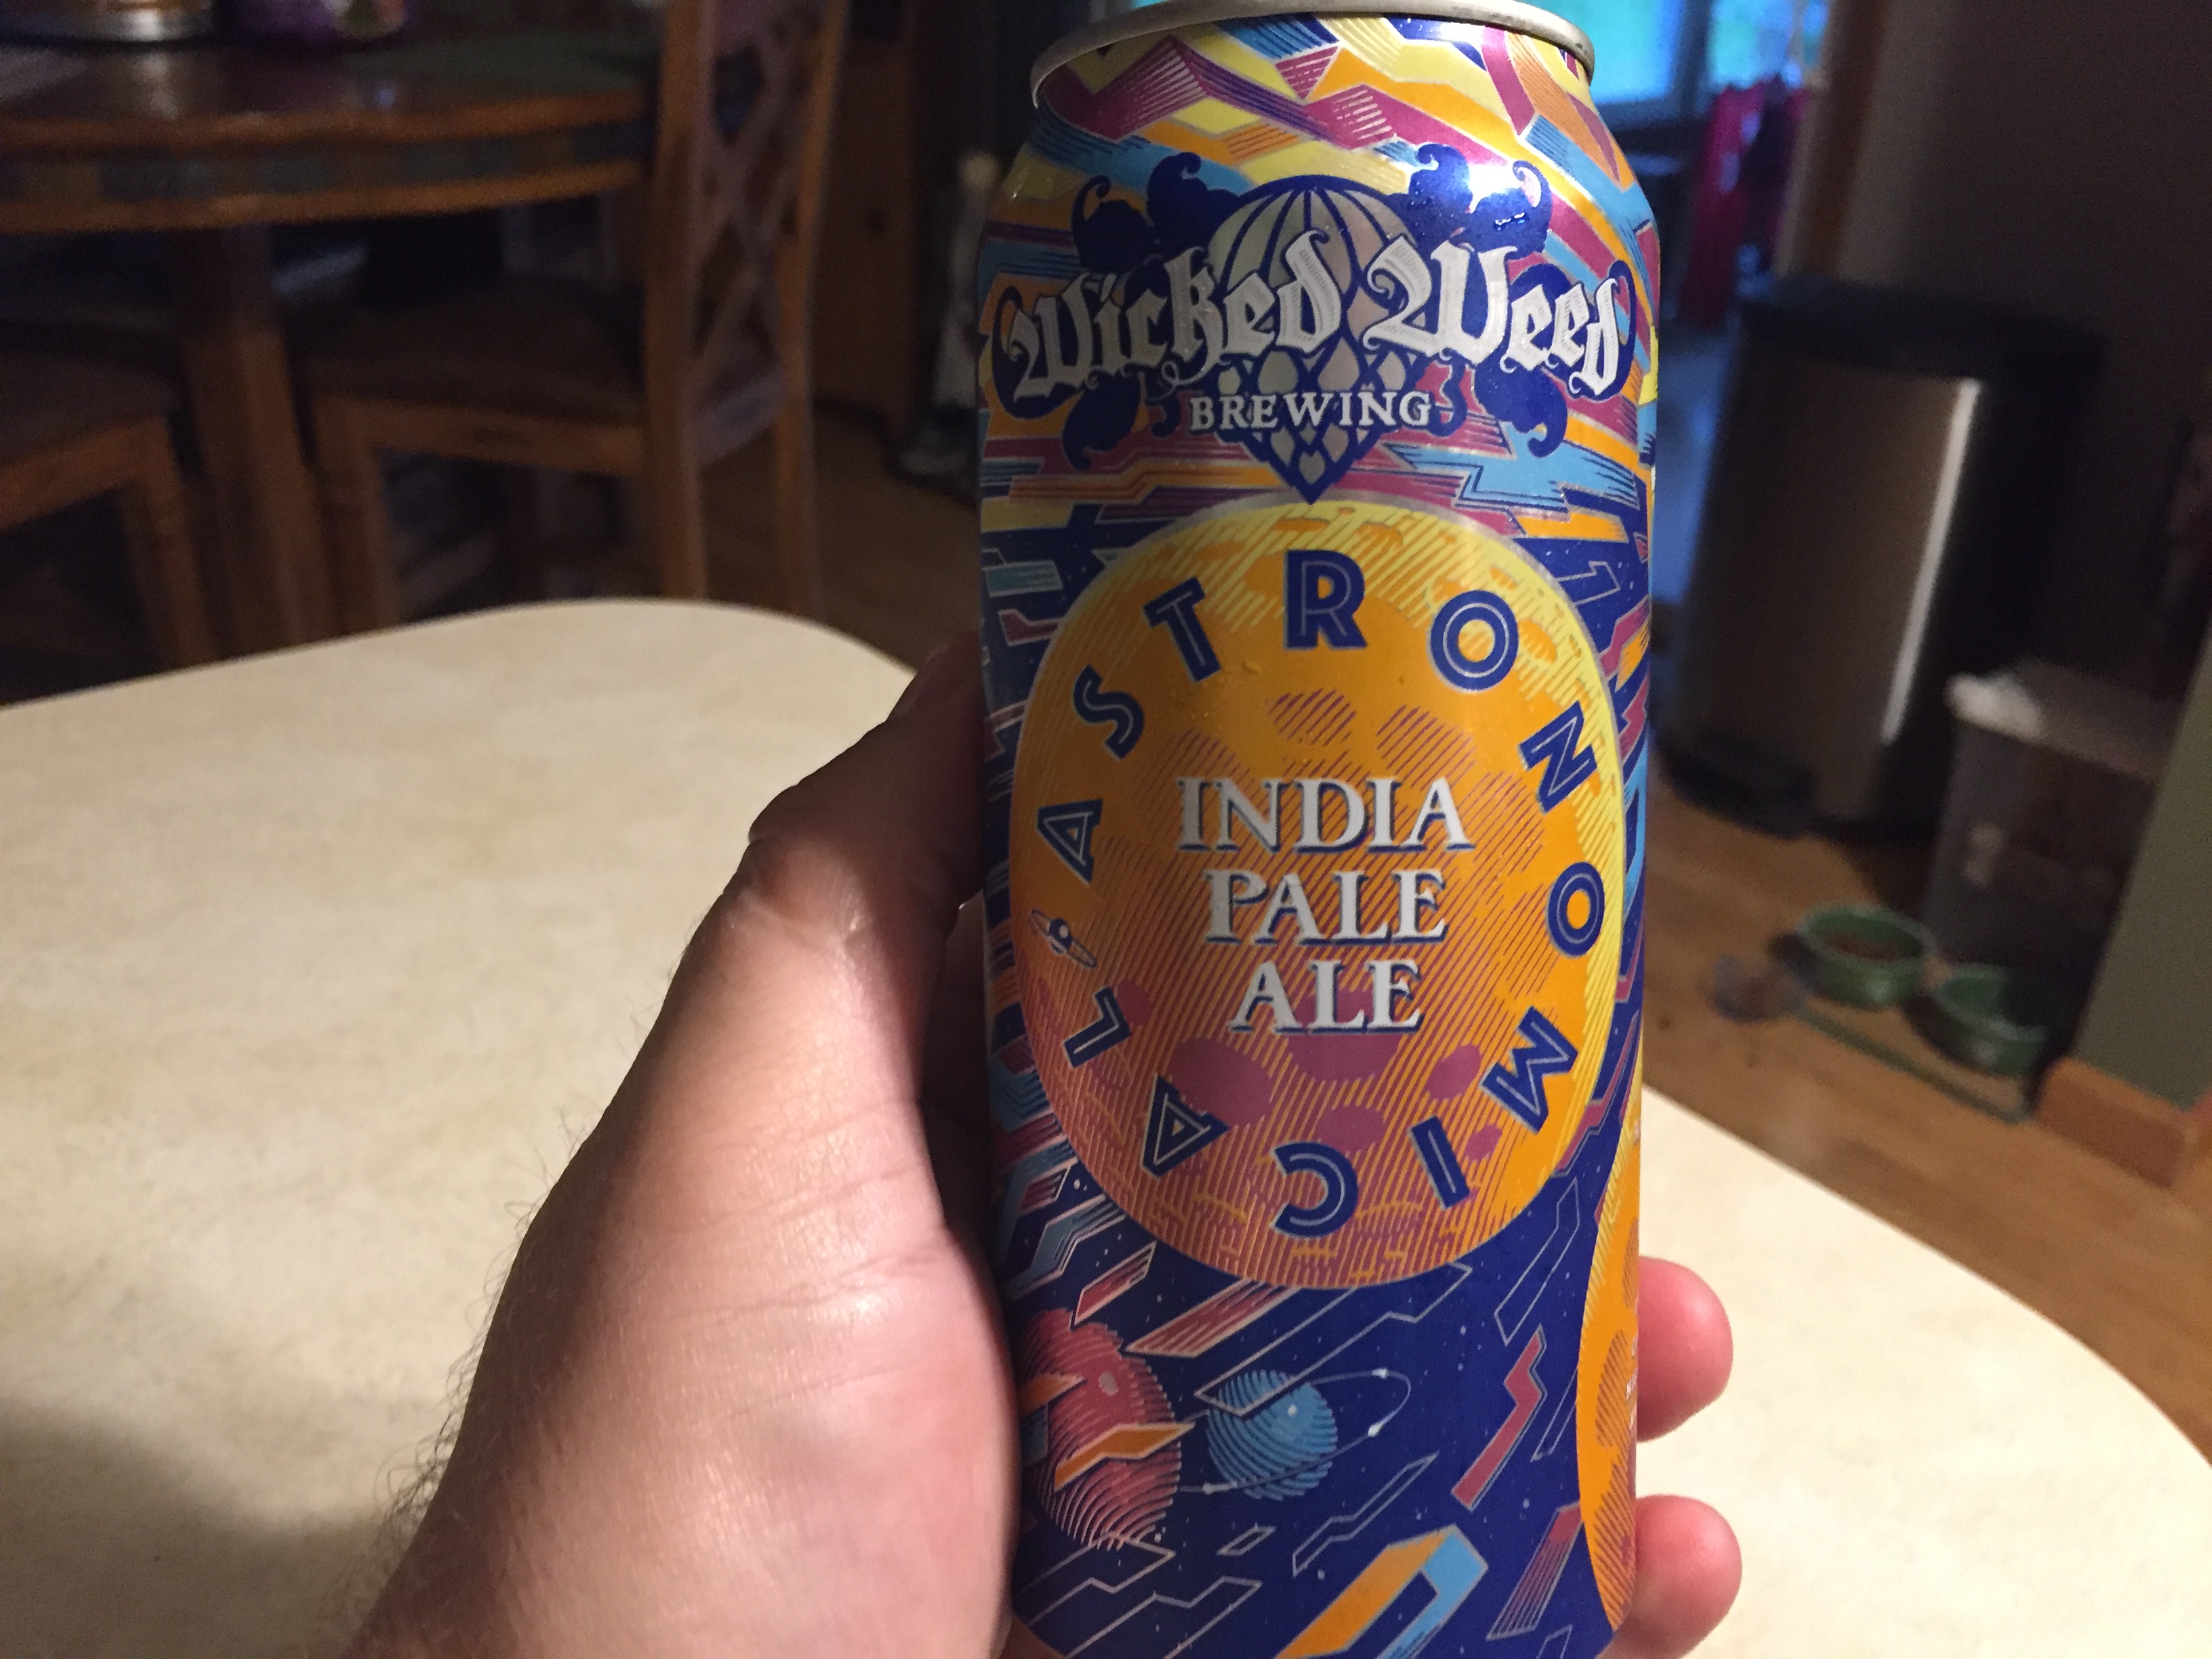 Wicked Weed
BREWING
ASTRONOMICAL
INDIA
PALE
ALE